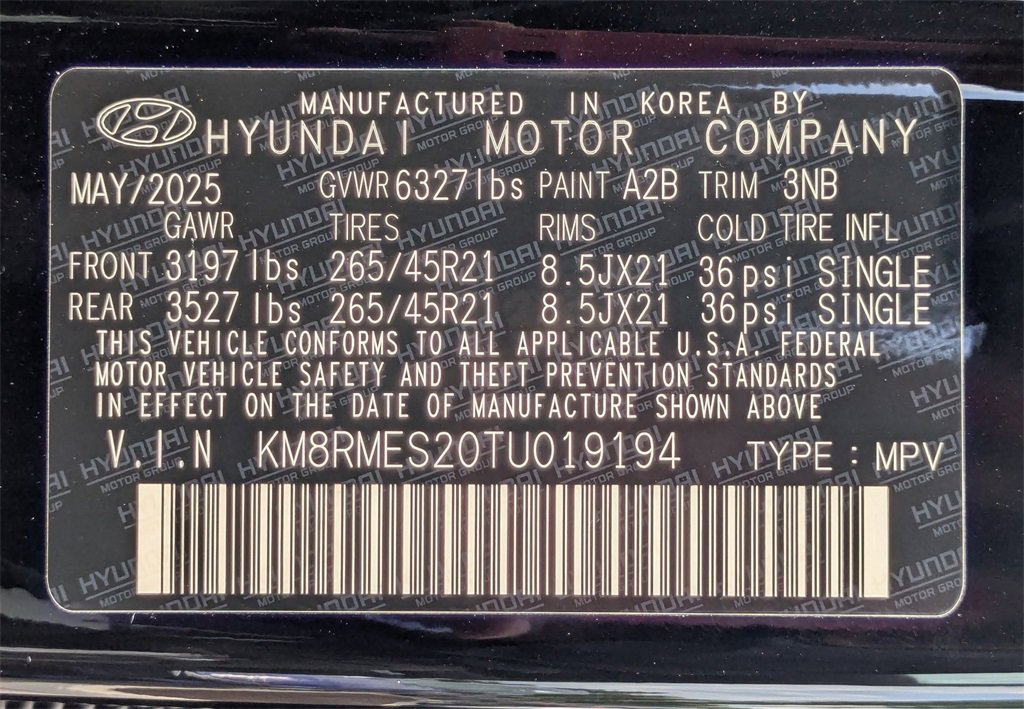 MANUFACTURED IN KOREA BY
HYUNDAI MOTOR COMPANY
MAY/2025 GVWR 6327lbs PAINT A2B TRIM 3NB
GAWR TIRES RIMS COLD TIRE INFL
FRONT 3197lbs 265/45R21 8.5JX21 36psi SINGLE
REAR 3527lbs 265/45R21 8.5JX21 36psi SINGLE
THIS VEHICLE CONFORMS TO ALL APPLICABLE U.S.A. FEDERAL
MOTOR VEHICLE SAFETY AND THEFT PREVENTION STANDARDS
IN EFFECT ON THE DATE OF MANUFACTURE SHOWN ABOVE
V.I.N KM8RMES20TU019194 TYPE : MPV